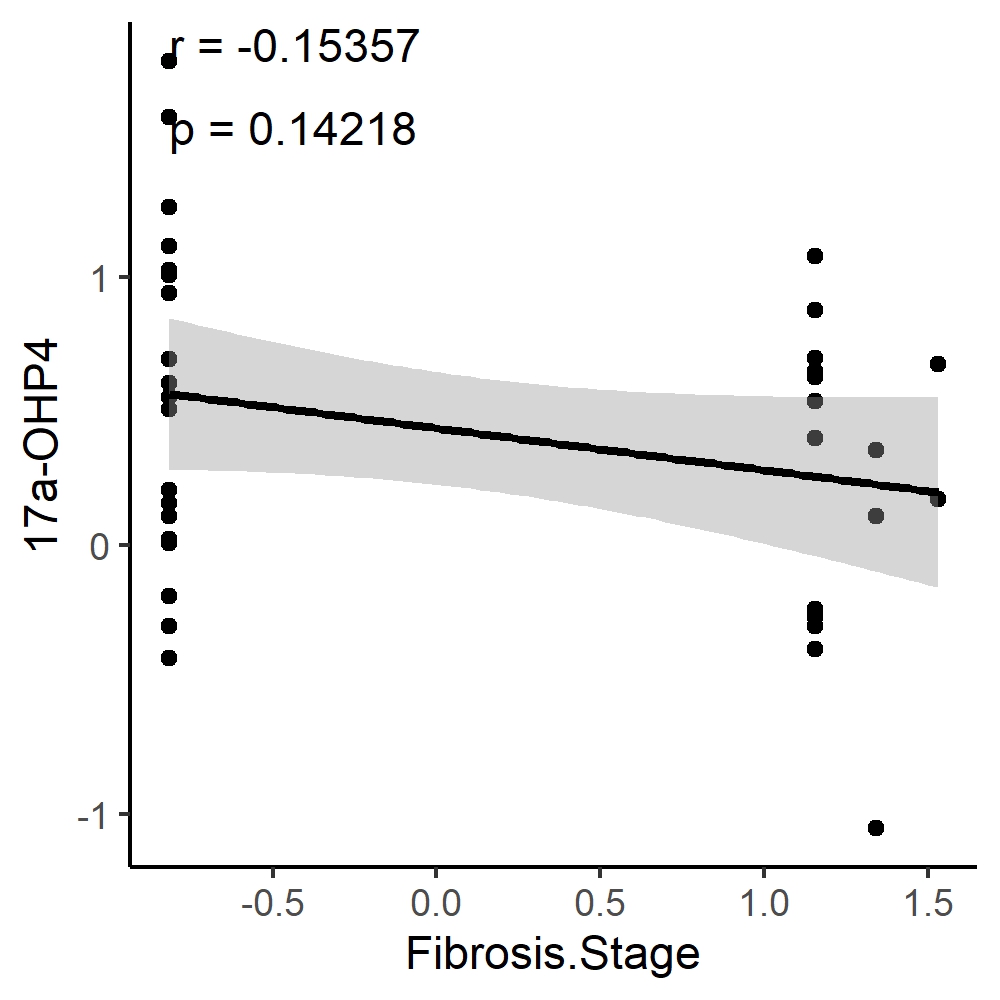 r = -0.15357
p = 0.14218
1
0
-1
17a-OHP4
-0.5 0.0 0.5 1.0 1.5
Fibrosis.Stage